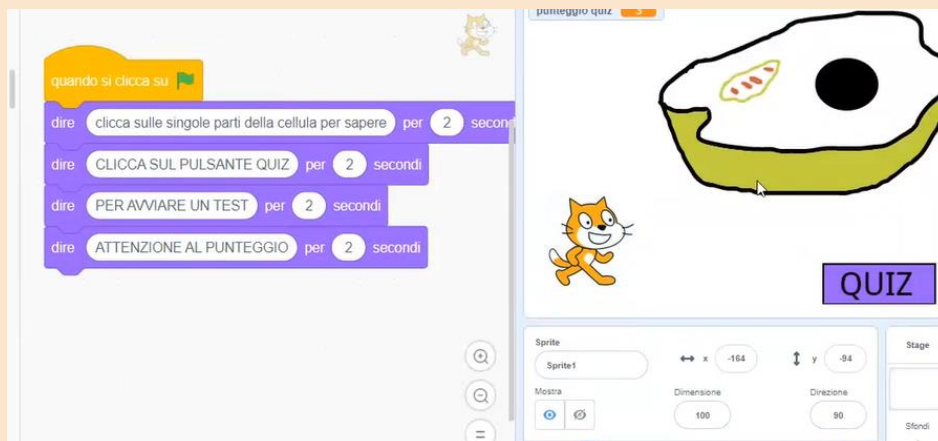 punteggio quiz 3
quando si clicca su
dire clicca sulle singole parti della cellula per sapere per 2 secon
dire CLICCA SUL PULSANTE QUIZ per 2 secondi
dire PER AVVIARE UN TEST per 2 secondi
dire ATTENZIONE AL PUNTEGGIO per 2 secondi
QUIZ
Sprite
Stage
Sprite1 x -164 y -94
Mostra Dimensione Direzione
100 90
Sfondi